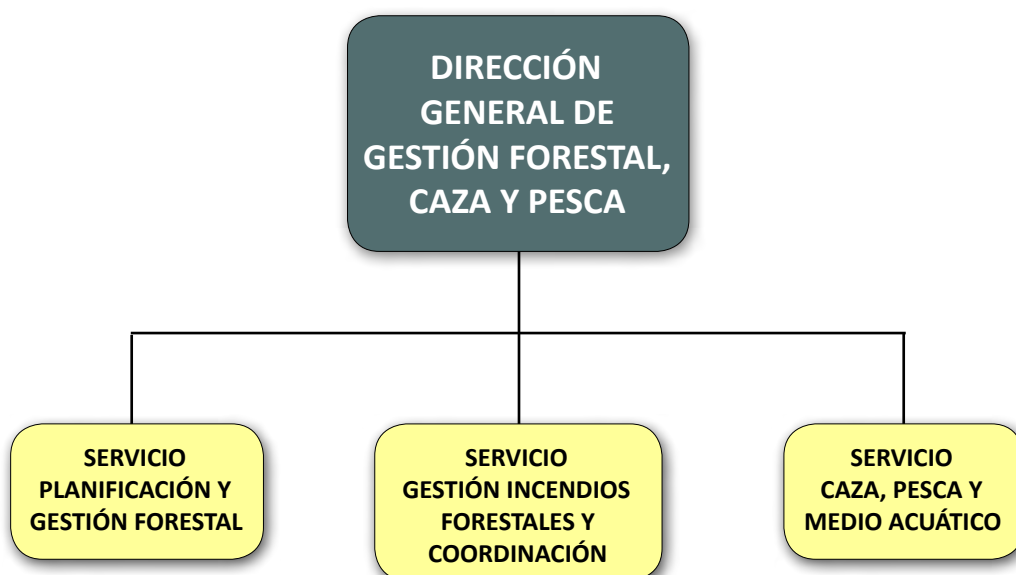 DIRECCIÓN
GENERAL DE
GESTIÓN FORESTAL,
CAZA Y PESCA
SERVICIO
PLANIFICACIÓN Y
GESTIÓN FORESTAL
SERVICIO
GESTIÓN INCENDIOS
FORESTALES Y
COORDINACIÓN
SERVICIO
CAZA, PESCA Y
MEDIO ACUÁTICO